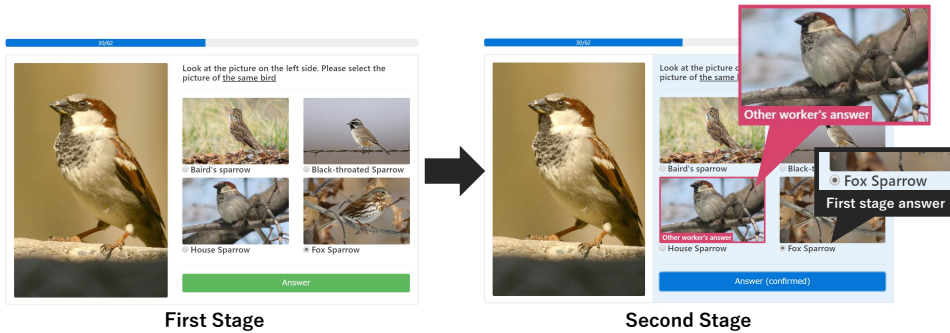 30/62
Look at the picture on the left side. Please select the
picture of the same bird
Baird's sparrow
Black-throated Sparrow
House Sparrow
Fox Sparrow
Answer
First Stage
30/62
Look at the picture
picture of the same
Other worker's answer
Baird's sparrow
Black-t
Fox Sparrow
First stage answer
Other worker's answer
House Sparrow
Fox Sparrow
Answer (confirmed)
Second Stage